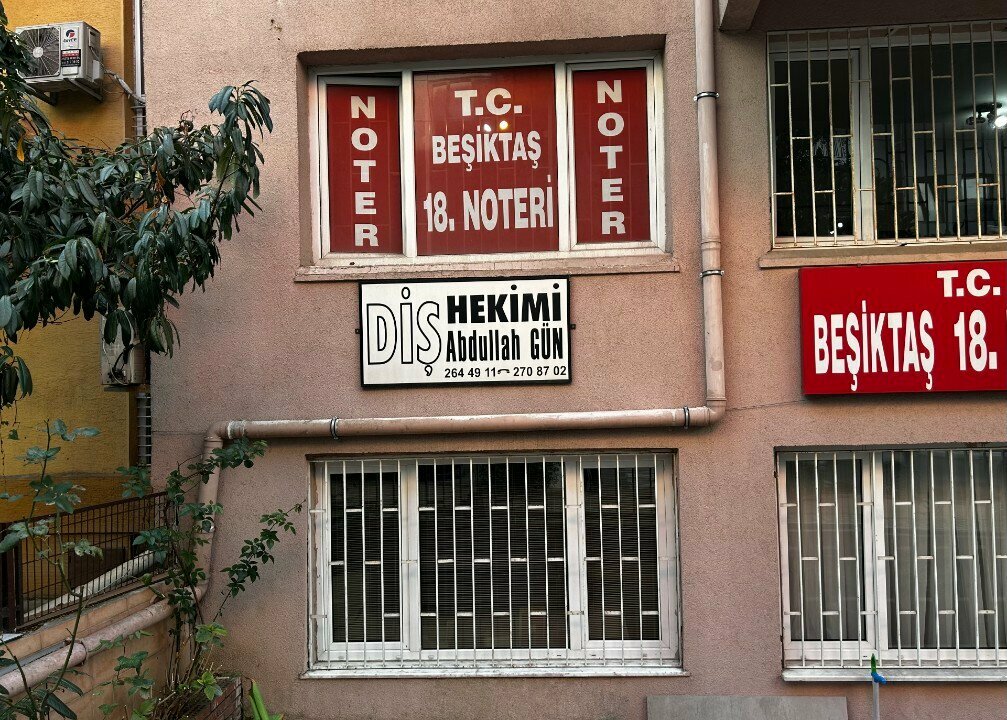 NOTER
T.C.
BEŞİKTAŞ
18. NOTERİ
NOTER
DİŞ HEKİMİ
Abdullah GÜN
264 49 11 270 87 02
T.C.
BEŞİKTAŞ 18.